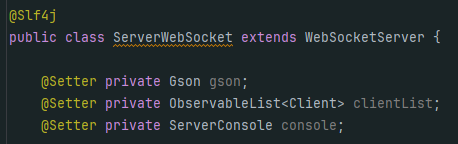 @Slf4j
public class ServerWebSocket extends WebSocketServer {
@Setter private Gson gson;
@Setter private ObservableList<Client> clientList;
@Setter private ServerConsole console;